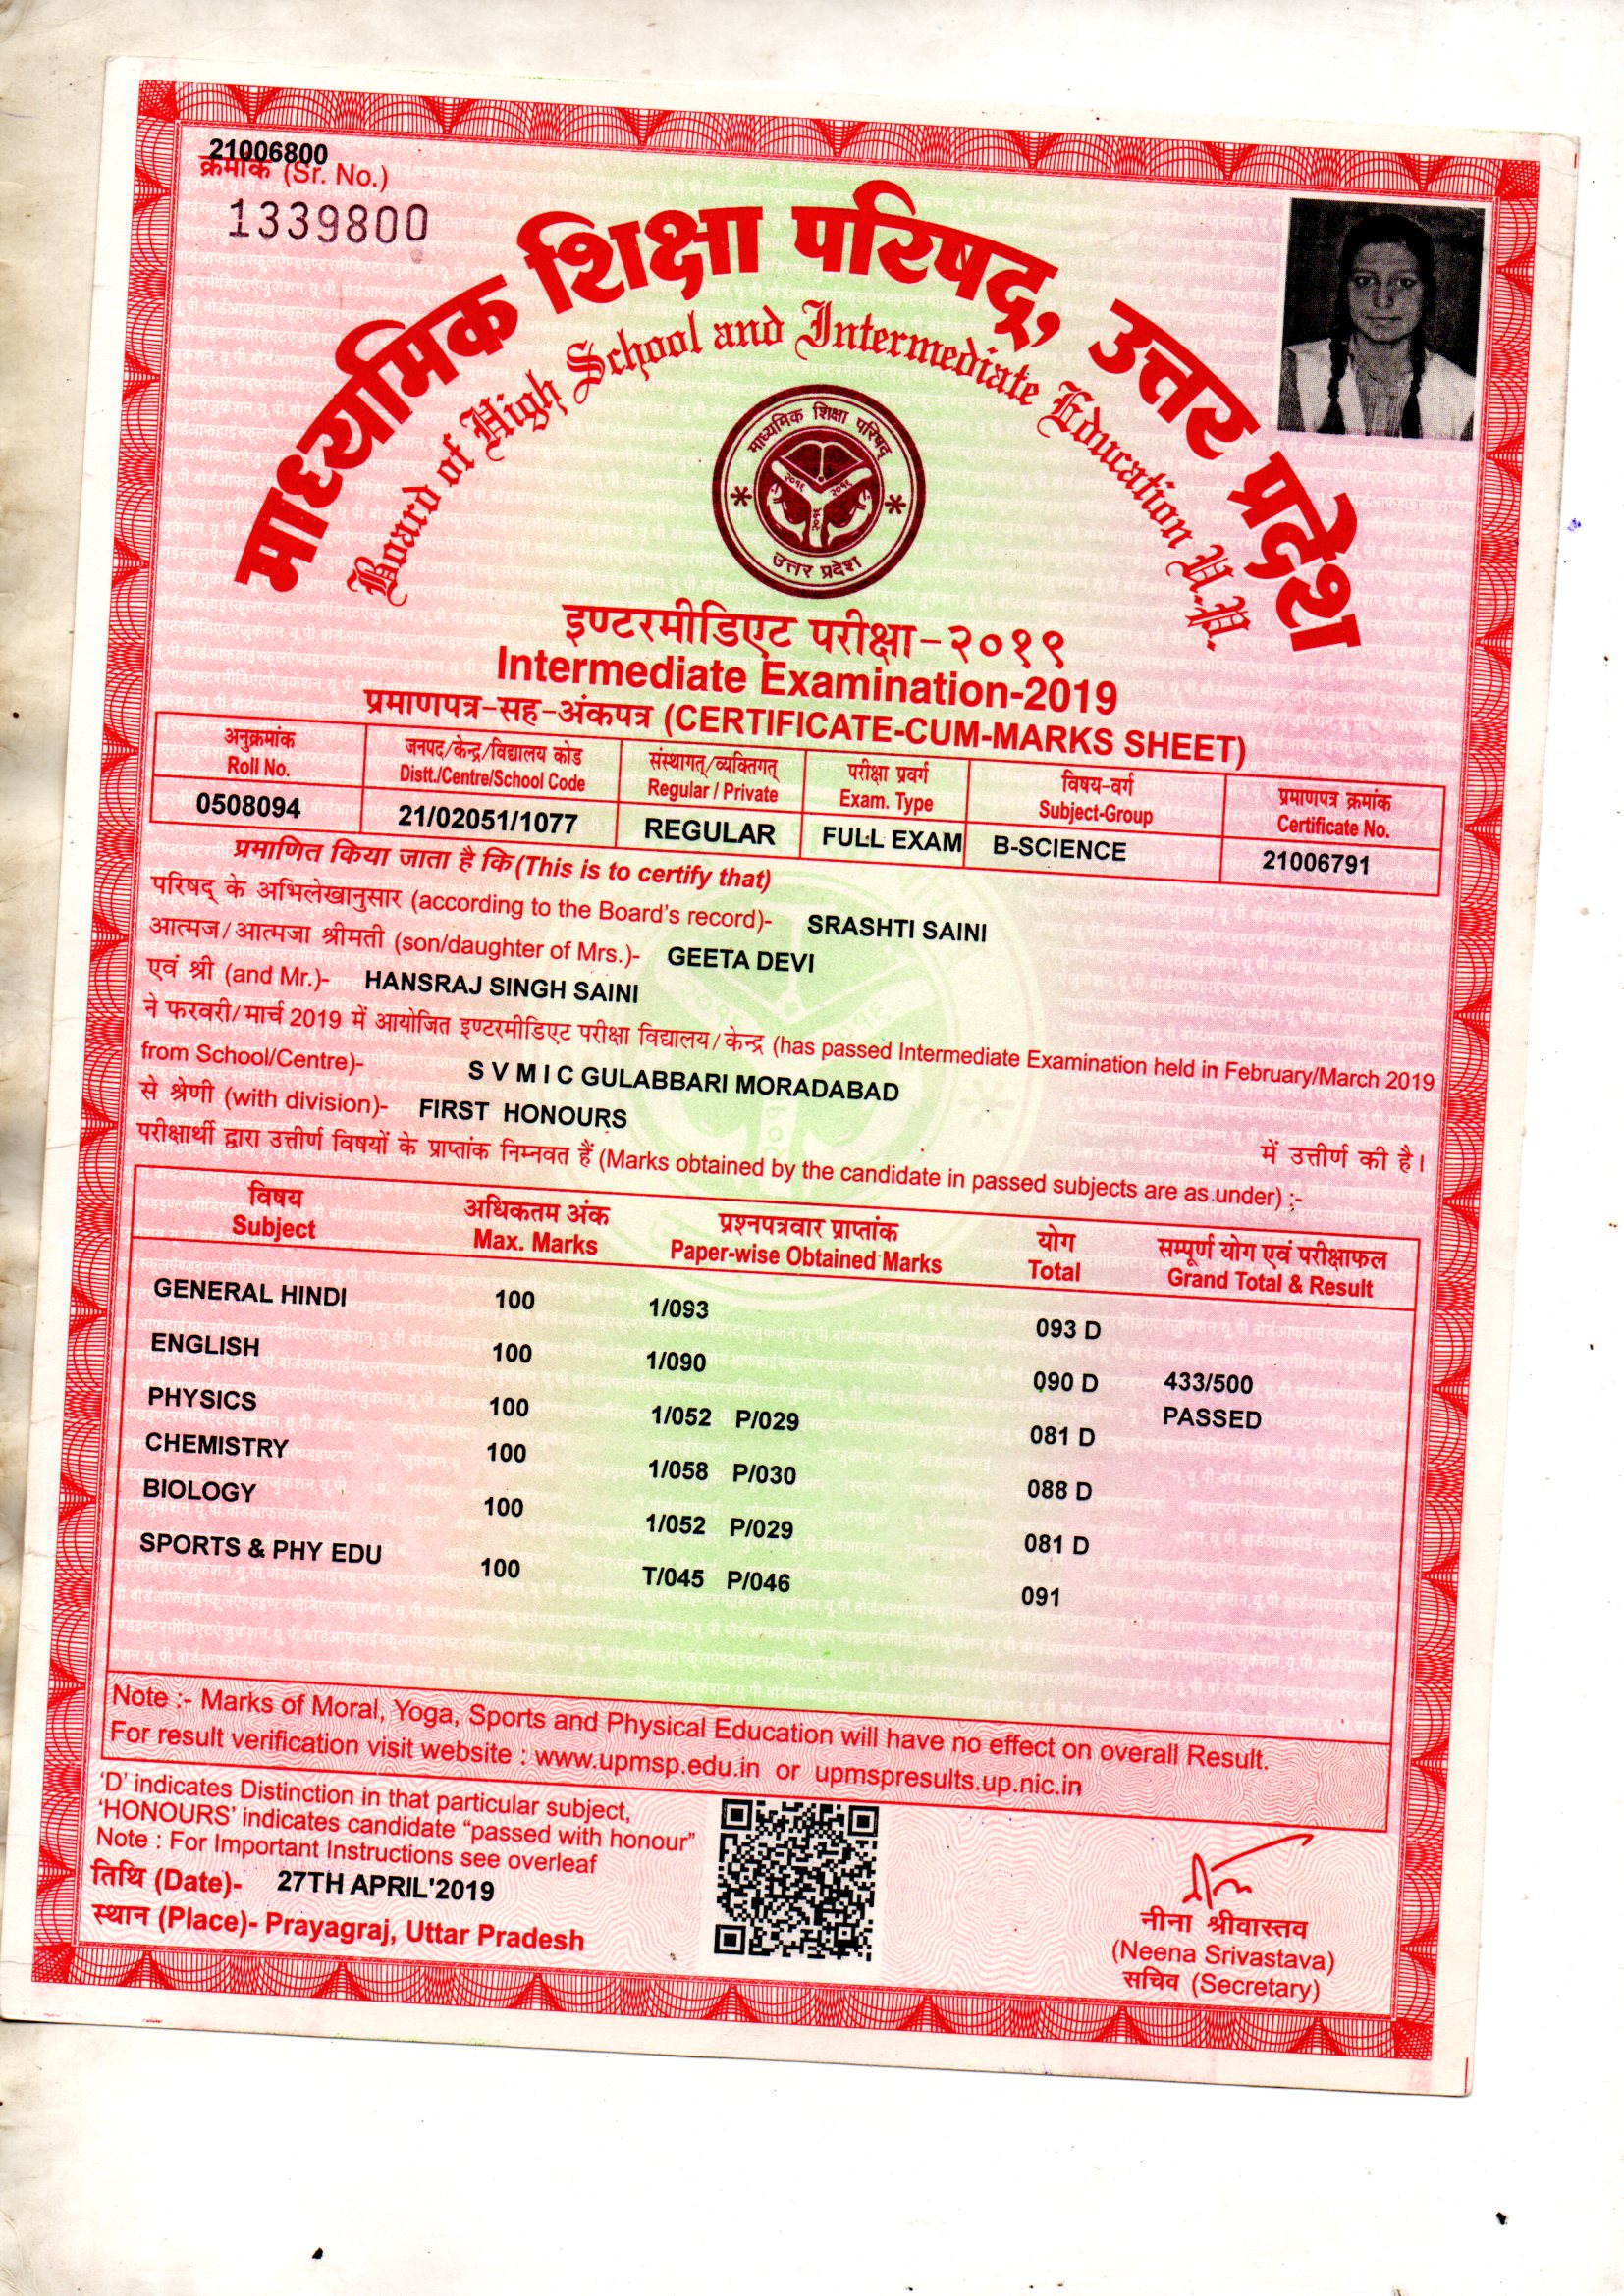 21006800
क्रमांक (Sr. No.)
1339800
माध्यमिक शिक्षा परिषद्, उत्तर प्रदेश
Board of High School and Intermediate Education U.P.
माध्यमिक शिक्षा परिषद्
२०१६ २०१६
२०१६
उत्तर प्रदेश
इण्टरमीडिएट परीक्षा-२०१९
Intermediate Examination-2019
प्रमाणपत्र-सह-अंकपत्र (CERTIFICATE-CUM-MARKS SHEET)
अनुक्रमांक जनपद/केन्द्र/विद्यालय कोड संस्थागत्/व्यक्तिगत् परीक्षा प्रवर्ग विषय-वर्ग प्रमाणपत्र क्रमांक
Roll No. Distt./Centre/School Code Regular / Private Exam. Type Subject-Group Certificate No.
0508094 21/02051/1077 REGULAR FULL EXAM B-SCIENCE 21006791
प्रमाणित किया जाता है कि (This is to certify that)
परिषद् के अभिलेखानुसार (according to the Board's record)- SRASHTI SAINI
आत्मज/आत्मजा श्रीमती (son/daughter of Mrs.)- GEETA DEVI
एवं श्री (and Mr.)- HANSRAJ SINGH SAINI
ने फरवरी/मार्च 2019 में आयोजित इण्टरमीडिएट परीक्षा विद्यालय/केन्द्र (has passed Intermediate Examination held in February/March 2019
from School/Centre)- S V M I C GULABBARI MORADABAD
से श्रेणी (with division)- FIRST HONOURS में उत्तीर्ण की है।
परीक्षार्थी द्वारा उत्तीर्ण विषयों के प्राप्तांक निम्नवत हैं (Marks obtained by the candidate in passed subjects are as under) :-
विषय अधिकतम अंक प्रश्नपत्रवार प्राप्तांक योग सम्पूर्ण योग एवं परीक्षाफल
Subject Max. Marks Paper-wise Obtained Marks Total Grand Total & Result
GENERAL HINDI 100 1/093 093 D
ENGLISH 100 1/090 090 D 433/500
PHYSICS 100 1/052 P/029 081 D PASSED
CHEMISTRY 100 1/058 P/030 088 D
BIOLOGY 100 1/052 P/029 081 D
SPORTS & PHY EDU 100 T/045 P/046 091
Note :- Marks of Moral, Yoga, Sports and Physical Education will have no effect on overall Result.
For result verification visit website : www.upmsp.edu.in or upmspresults.up.nic.in
'D' indicates Distinction in that particular subject,
'HONOURS' indicates candidate "passed with honour"
Note : For Important Instructions see overleaf
तिथि (Date)- 27TH APRIL'2019
स्थान (Place)- Prayagraj, Uttar Pradesh
नीना श्रीवास्तव
(Neena Srivastava)
सचिव (Secretary)